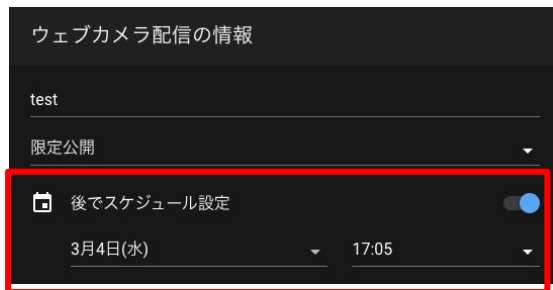 ウェブカメラ配信の情報
test
限定公開
後でスケジュール設定
3月4日(水) 17:05